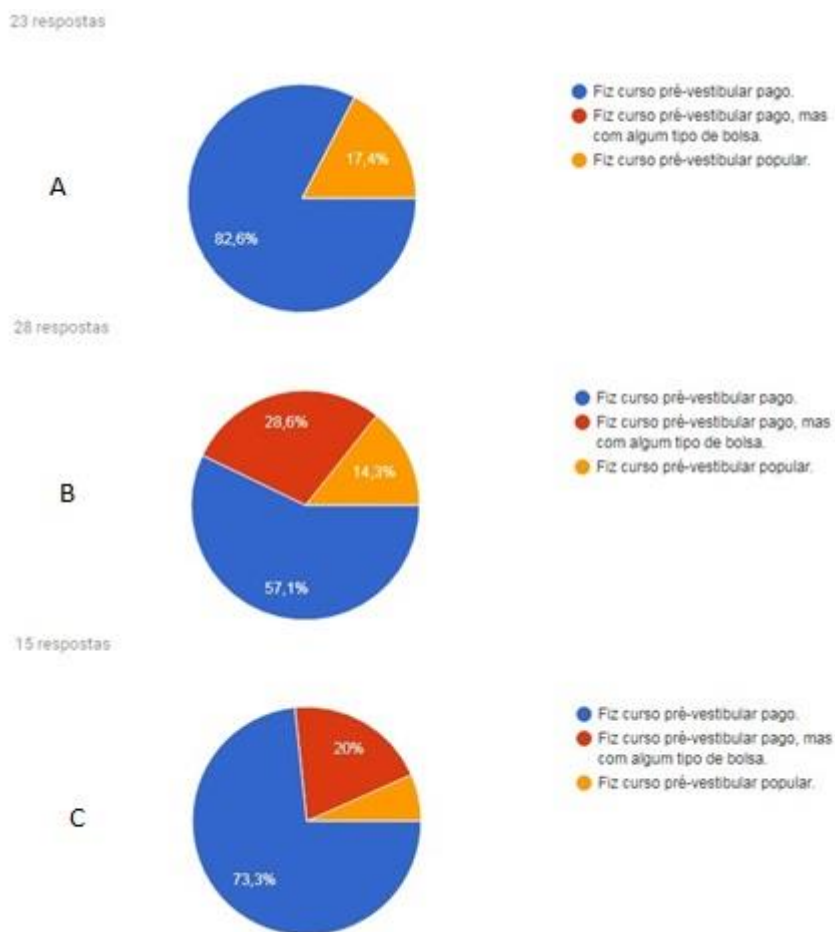 23 respostas
Fiz curso pré-vestibular pago.
Fiz curso pré-vestibular pago, mas
com algum tipo de bolsa.
Fiz curso pré-vestibular popular.
17,4%
A
82,6%
28 respostas
Fiz curso pré-vestibular pago.
Fiz curso pré-vestibular pago, mas
com algum tipo de bolsa.
Fiz curso pré-vestibular popular.
28,6%
14,3%
B
57,1%
15 respostas
Fiz curso pré-vestibular pago.
Fiz curso pré-vestibular pago, mas
com algum tipo de bolsa.
Fiz curso pré-vestibular popular.
20%
C
73,3%